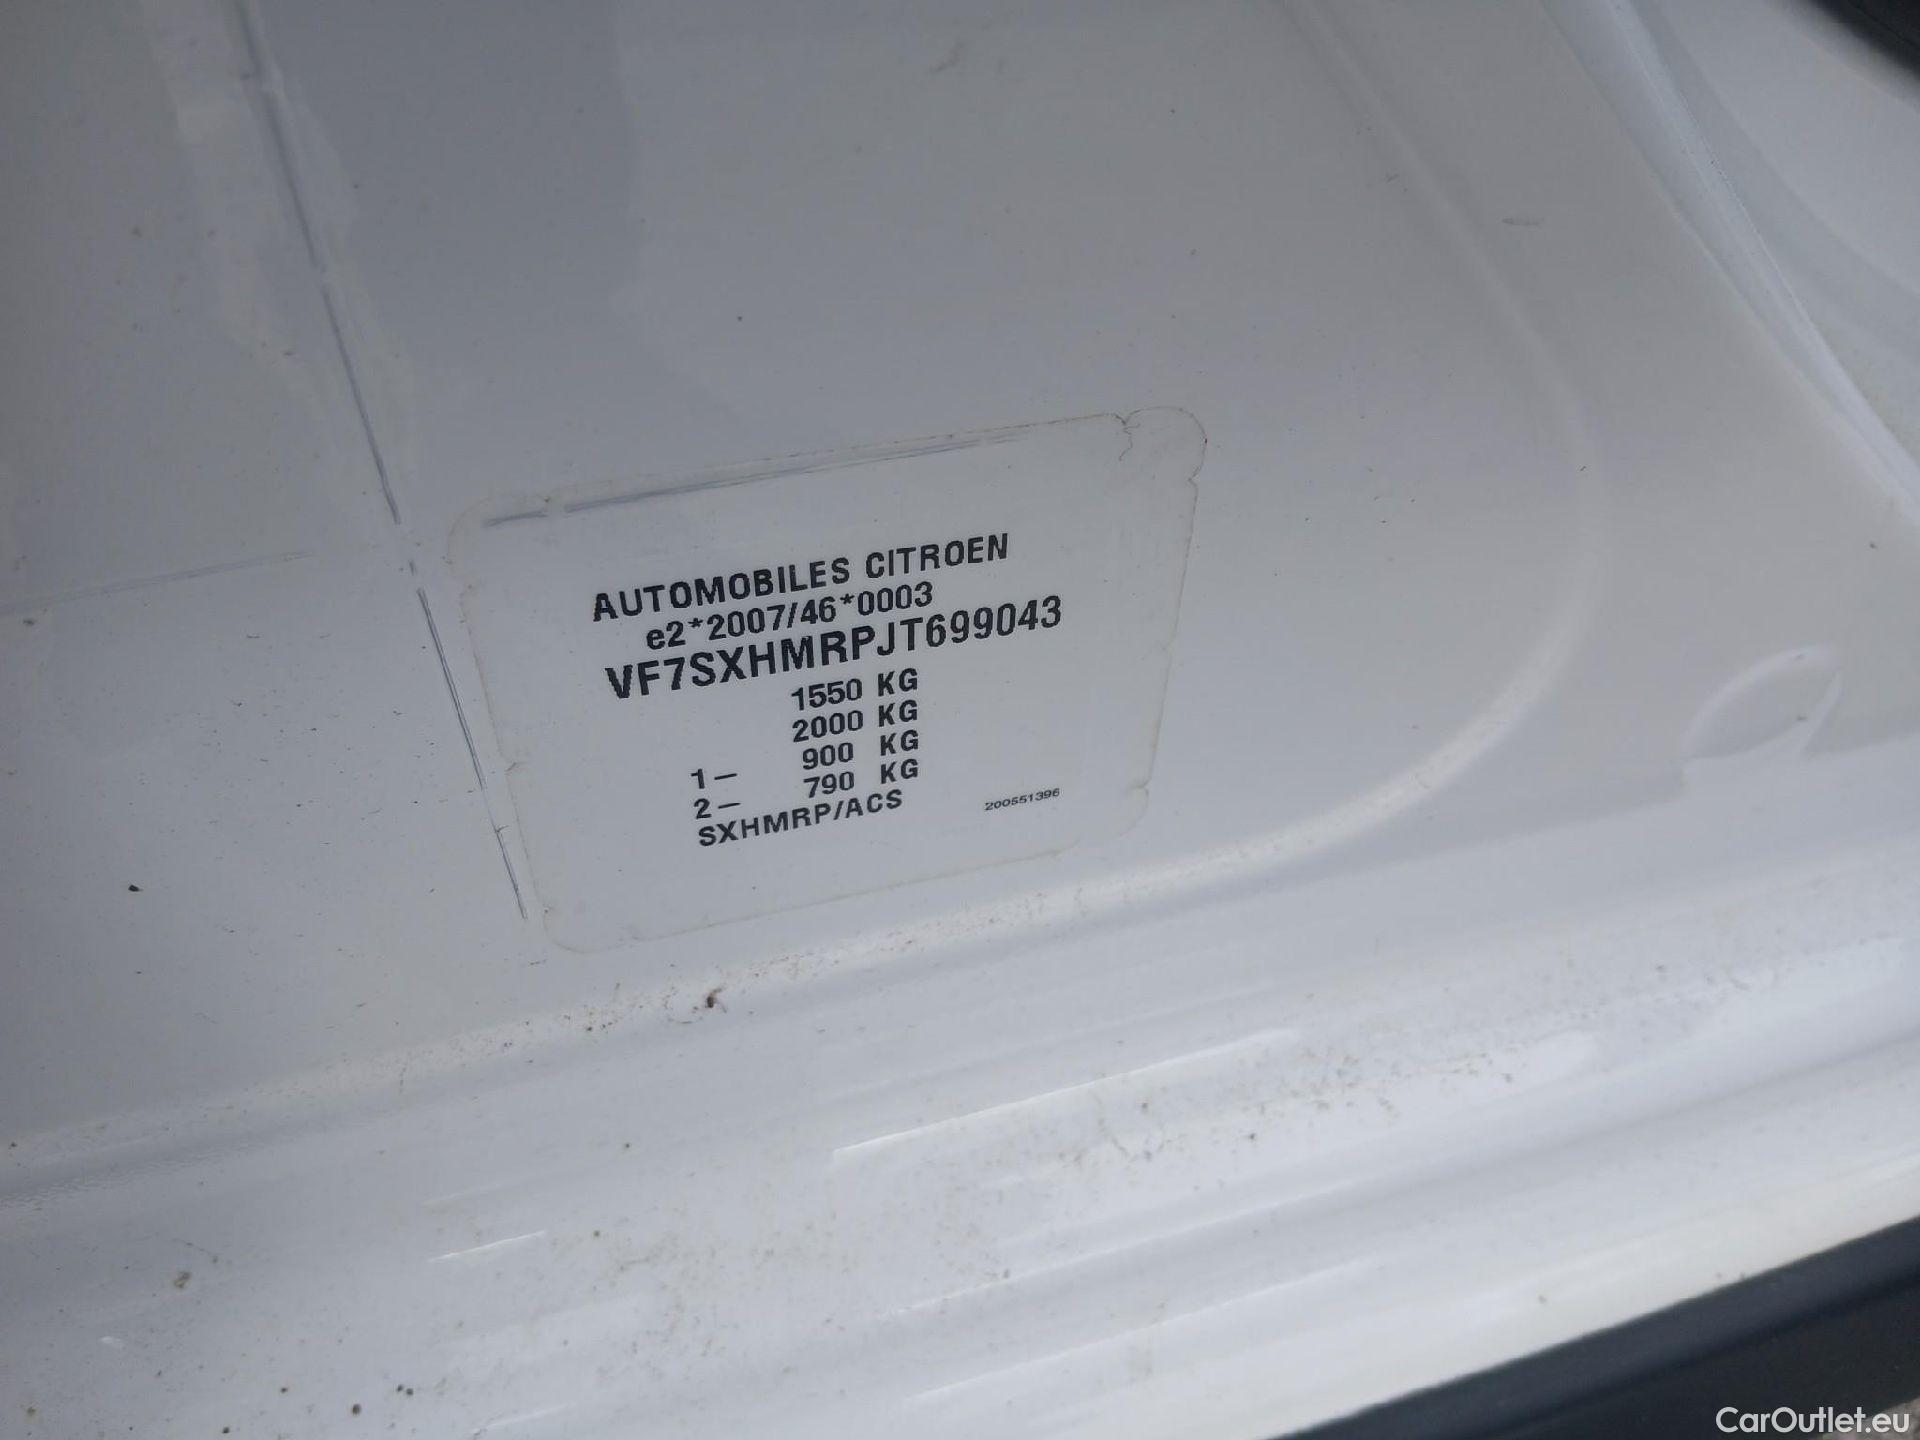 AUTOMOBILES CITROEN
e2*2007/46*0003
VF7SXHMRPJT699043
1550 KG
2000 KG
1- 900 KG
2- 790 KG
SXHMRP/ACS
200551396
CarOutlet.eu